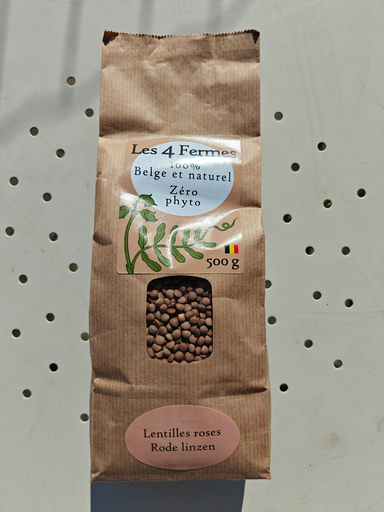 Les 4 Fermes
100%
Belge et naturel
Zéro
phyto
500 g
Lentilles roses
Rode linzen